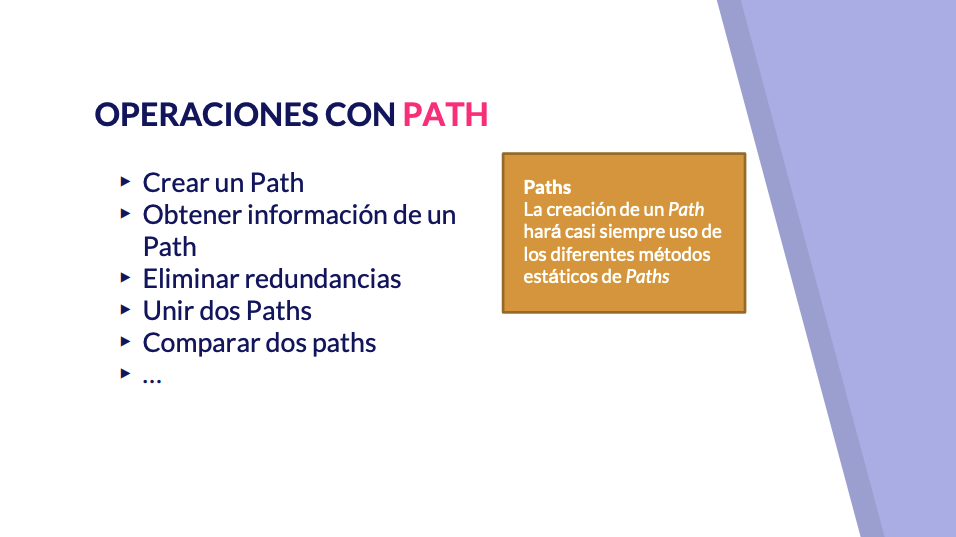 OPERACIONES CON PATH
▸ Crear un Path
▸ Obtener información de un
Path
▸ Eliminar redundancias
▸ Unir dos Paths
▸ Comparar dos paths
▸ …
Paths
La creación de un Path
hará casi siempre uso de
los diferentes métodos
estáticos de Paths